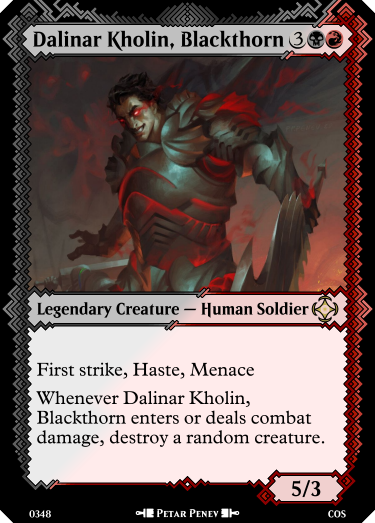 Dalinar Kholin, Blackthorn 3
Legendary Creature — Human Soldier
First strike, Haste, Menace
Whenever Dalinar Kholin,
Blackthorn enters or deals combat
damage, destroy a random creature.
5/3
0348 Petar Penev COS